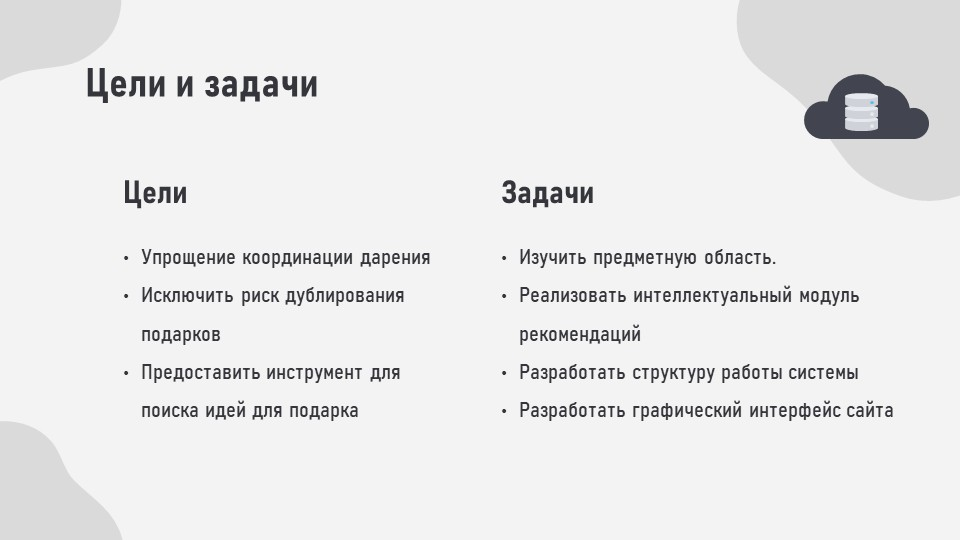 Цели и задачи
Цели
• Упрощение координации дарения
• Исключить риск дублирования
подарков
• Предоставить инструмент для
поиска идей для подарка
Задачи
• Изучить предметную область.
• Реализовать интеллектуальный модуль
рекомендаций
• Разработать структуру работы системы
• Разработать графический интерфейс сайта